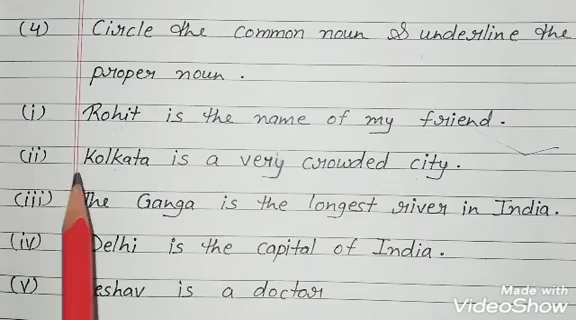 (4) Circle the common noun & underline the
proper noun.
(i) Rohit is the name of my friend.
(ii) Kolkata is a very crowded city.
(iii) The Ganga is the longest river in India.
(iv) Delhi is the capital of India.
(v) eshav is a doctor
Made with
VideoShow